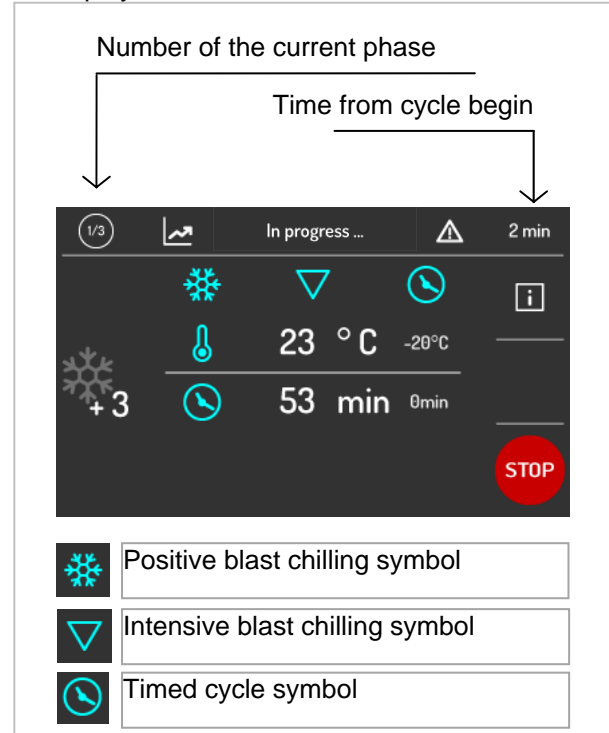 Number of the current phase
Time from cycle begin
1/3
In progress ...
2 min
i
23 °C -20°C
+3
53 min 0min
STOP
Positive blast chilling symbol
Intensive blast chilling symbol
Timed cycle symbol